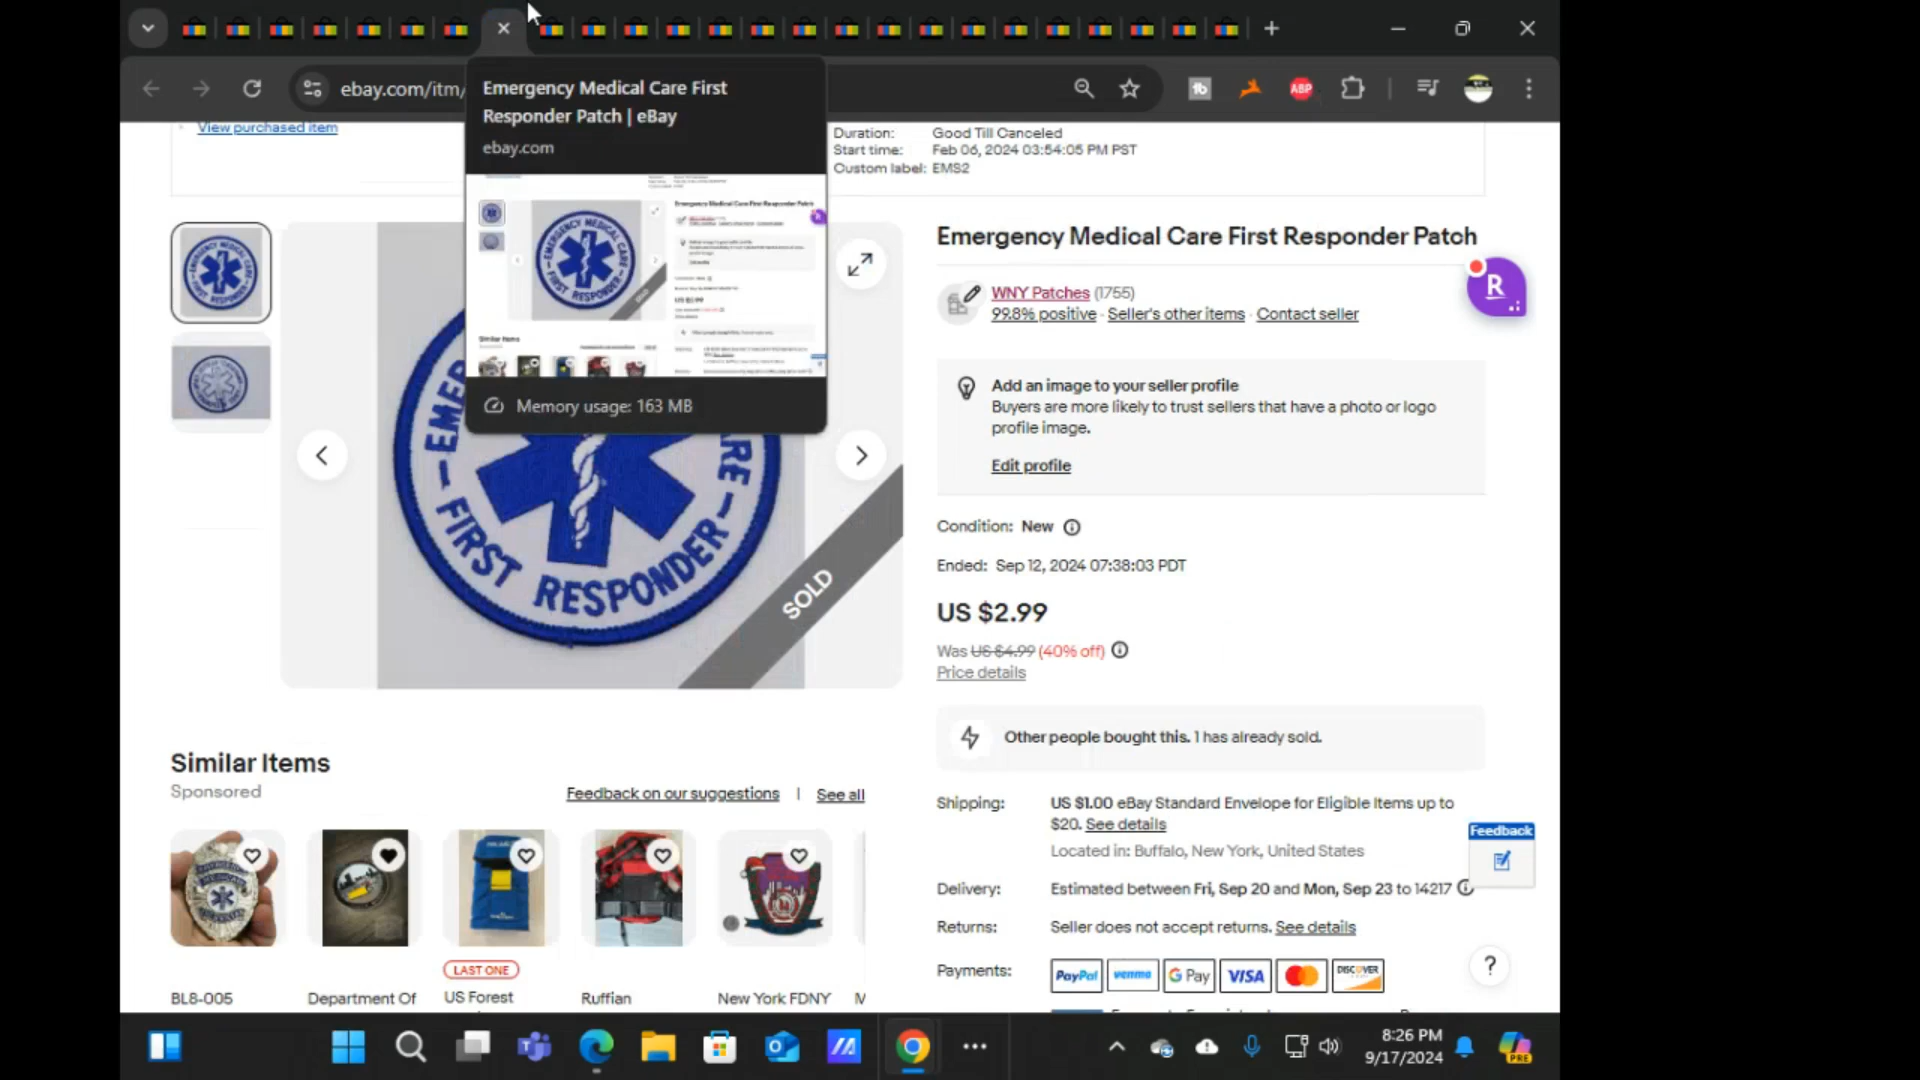 ebay.com/itm/
ABP
Emergency Medical Care First
Responder Patch | eBay
ebay.com
Memory usage: 163 MB
View purchased item
Duration: Good Till Canceled
Start time: Feb 06, 2024 03:54:05 PM PST
Custom label: EMS2
Emergency Medical Care First Responder Patch
WNY Patches (1755)
99.8% positive · Seller's other items · Contact seller
R
Add an image to your seller profile
Buyers are more likely to trust sellers that have a photo or logo
profile image.
Edit profile
Condition: New
Ended: Sep 12, 2024 07:38:03 PDT
US $2.99
Was US $4.99 (40% off)
Price details
Other people bought this. 1 has already sold.
Shipping: US $1.00 eBay Standard Envelope for Eligible Items up to
$20. See details
Located in: Buffalo, New York, United States
Delivery: Estimated between Fri, Sep 20 and Mon, Sep 23 to 14217
Returns: Seller does not accept returns. See details
Payments: PayPal venmo G Pay VISA DISCOVER
Feedback
?
FIRST RESPONDER
SOLD
Similar Items
Sponsored
Feedback on our suggestions | See all
LAST ONE
BL8-005 Department Of US Forest Ruffian New York FDNY M
8:26 PM
9/17/2024
PRE